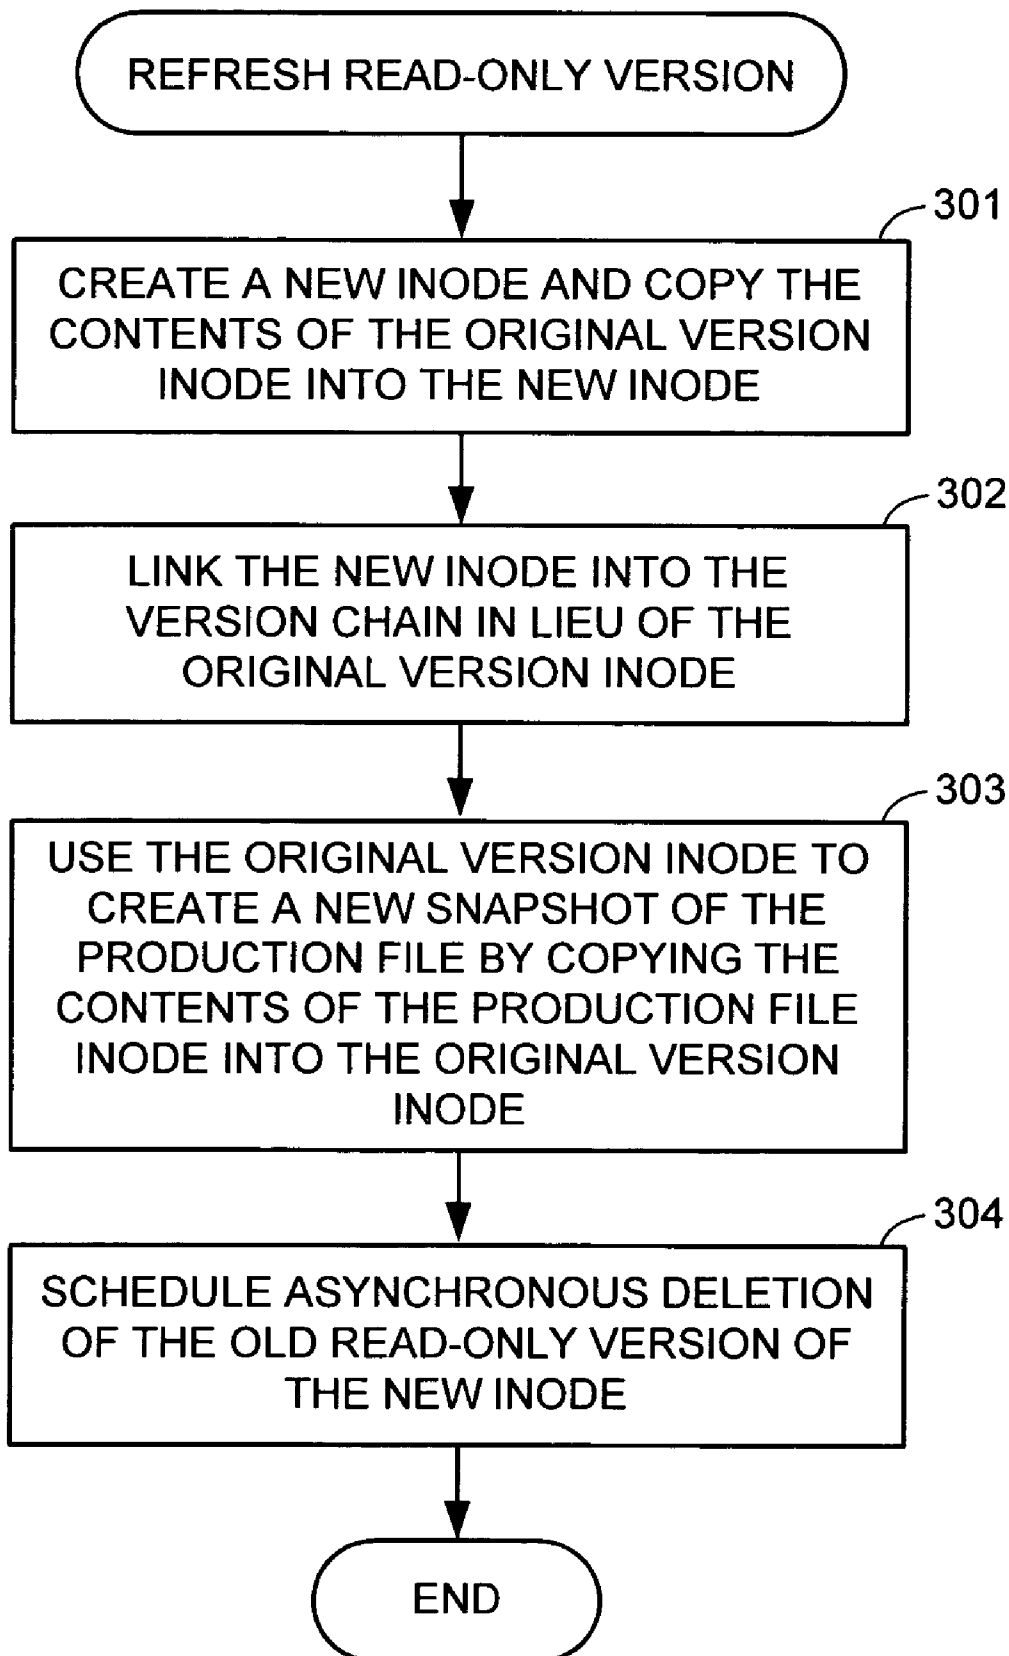 REFRESH READ-ONLY VERSION
301
CREATE A NEW INODE AND COPY THE
CONTENTS OF THE ORIGINAL VERSION
INODE INTO THE NEW INODE
302
LINK THE NEW INODE INTO THE
VERSION CHAIN IN LIEU OF THE
ORIGINAL VERSION INODE
303
USE THE ORIGINAL VERSION INODE TO
CREATE A NEW SNAPSHOT OF THE
PRODUCTION FILE BY COPYING THE
CONTENTS OF THE PRODUCTION FILE
INODE INTO THE ORIGINAL VERSION
INODE
304
SCHEDULE ASYNCHRONOUS DELETION
OF THE OLD READ-ONLY VERSION OF
THE NEW INODE
END